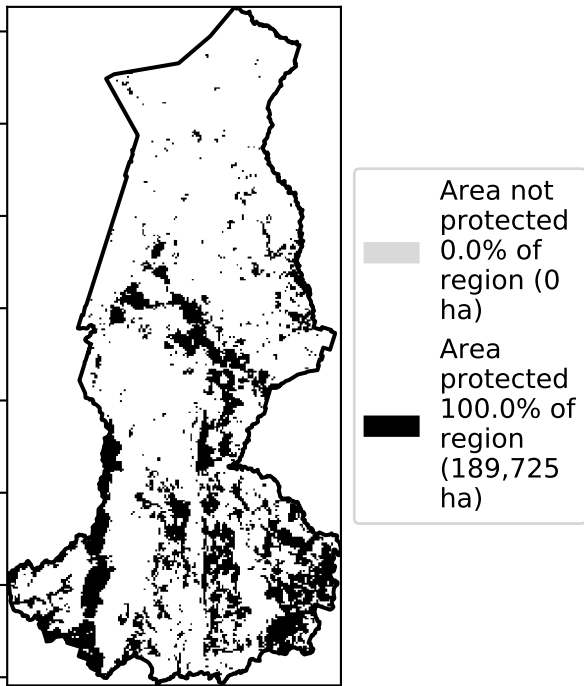 Area not
protected
0.0% of
region (0
ha)
Area
protected
100.0% of
region
(189,725
ha)